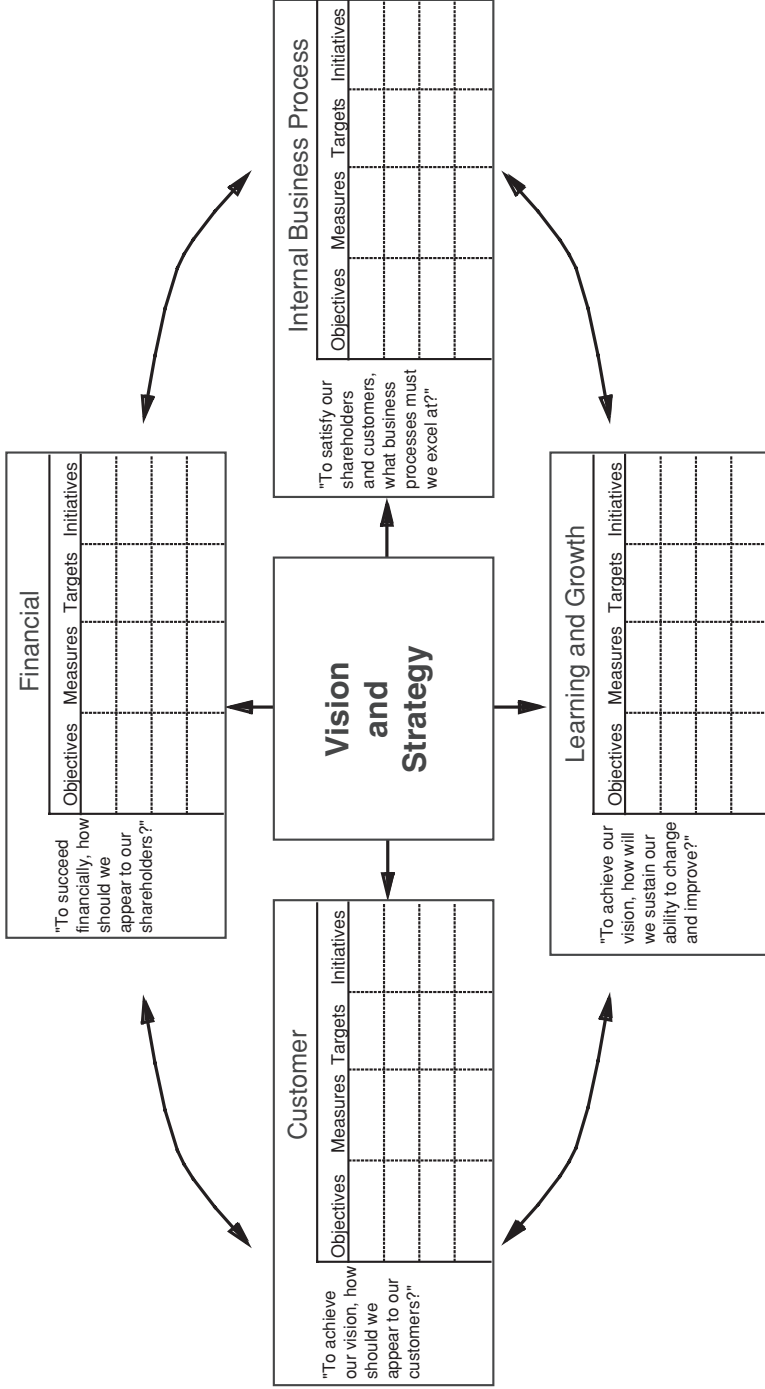 Financial
"To succeed
financially, how
should we
appear to our
shareholders?"
Objectives Measures Targets Initiatives
Customer
"To achieve
our vision, how
should we
appear to our
customers?"
Objectives Measures Targets Initiatives
Vision
and
Strategy
Internal Business Process
"To satisfy our
shareholders
and customers,
what business
processes must
we excel at?"
Objectives Measures Targets Initiatives
Learning and Growth
"To achieve our
vision, how will
we sustain our
ability to change
and improve?"
Objectives Measures Targets Initiatives